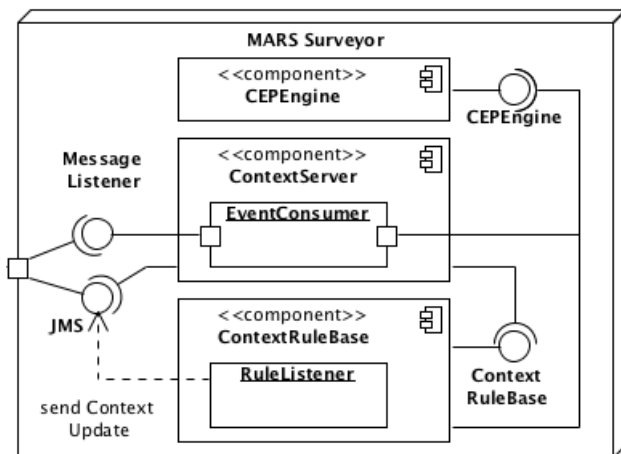 MARS Surveyor
<<component>>
CEPEngine
CEPEngine
Message
Listener
<<component>>
ContextServer
EventConsumer
JMS
<<component>>
ContextRuleBase
RuleListener
Context
RuleBase
send Context
Update